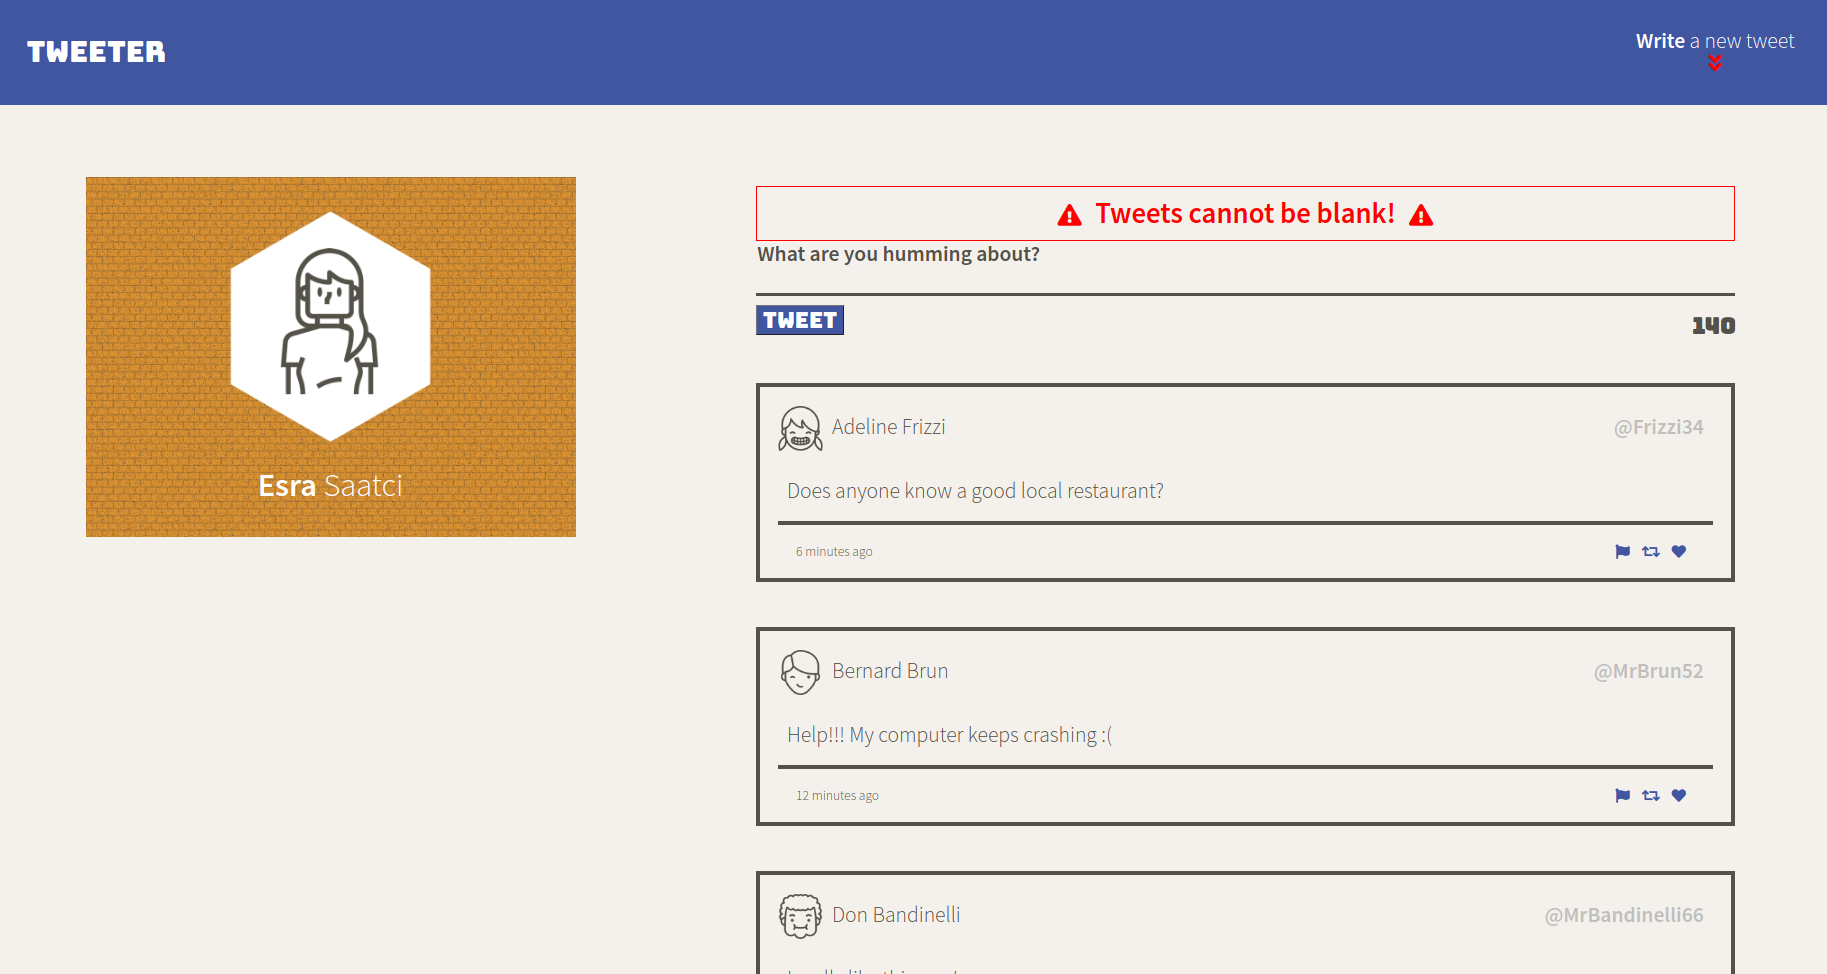 TWEETER
Write a new tweet
Esra Saatci
Tweets cannot be blank!
What are you humming about?
TWEET
140
Adeline Frizzi
@Frizzi34
Does anyone know a good local restaurant?
6 minutes ago
Bernard Brun
@MrBrun52
Help!!! My computer keeps crashing :(
12 minutes ago
Don Bandinelli
@MrBandinelli66